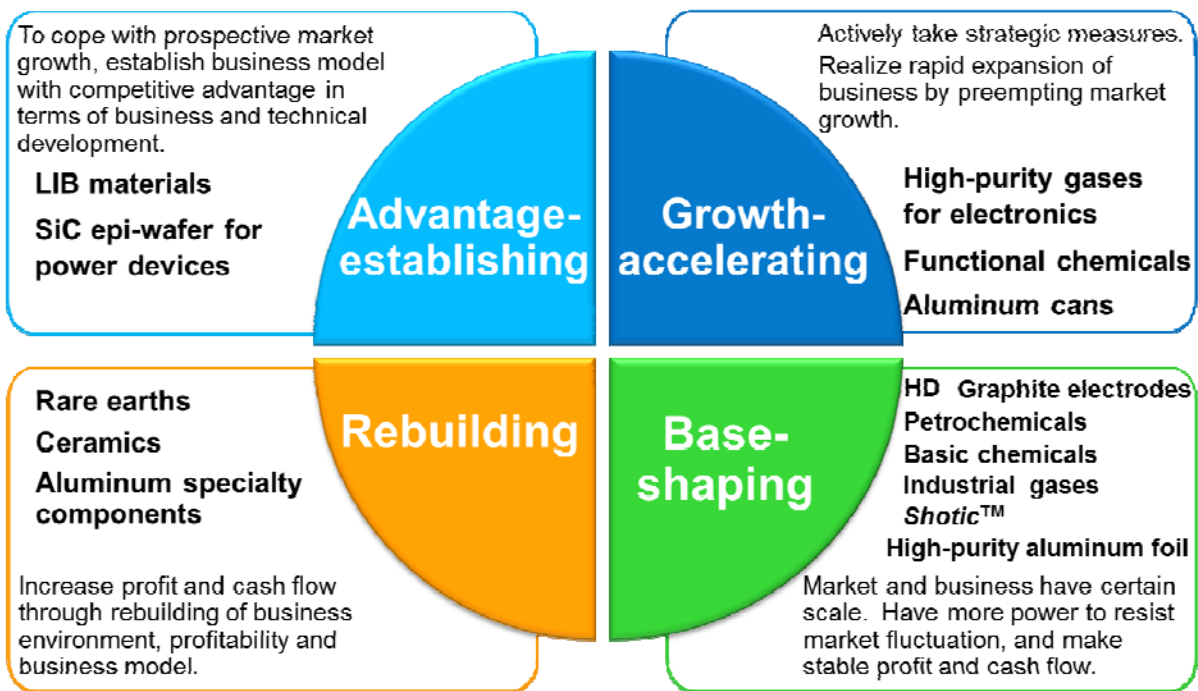 To cope with prospective market
growth, establish business model
with competitive advantage in
terms of business and technical
development.
LIB materials
SiC epi-wafer for
power devices
Advantage-
establishing
Growth-
accelerating
Actively take strategic measures.
Realize rapid expansion of
business by preempting market
growth.
High-purity gases
for electronics
Functional chemicals
Aluminum cans
Rare earths
Ceramics
Aluminum specialty
components
Increase profit and cash flow
through rebuilding of business
environment, profitability and
business model.
Rebuilding
Base-
shaping
HD Graphite electrodes
Petrochemicals
Basic chemicals
Industrial gases
Shotic™
High-purity aluminum foil
Market and business have certain
scale. Have more power to resist
market fluctuation, and make
stable profit and cash flow.